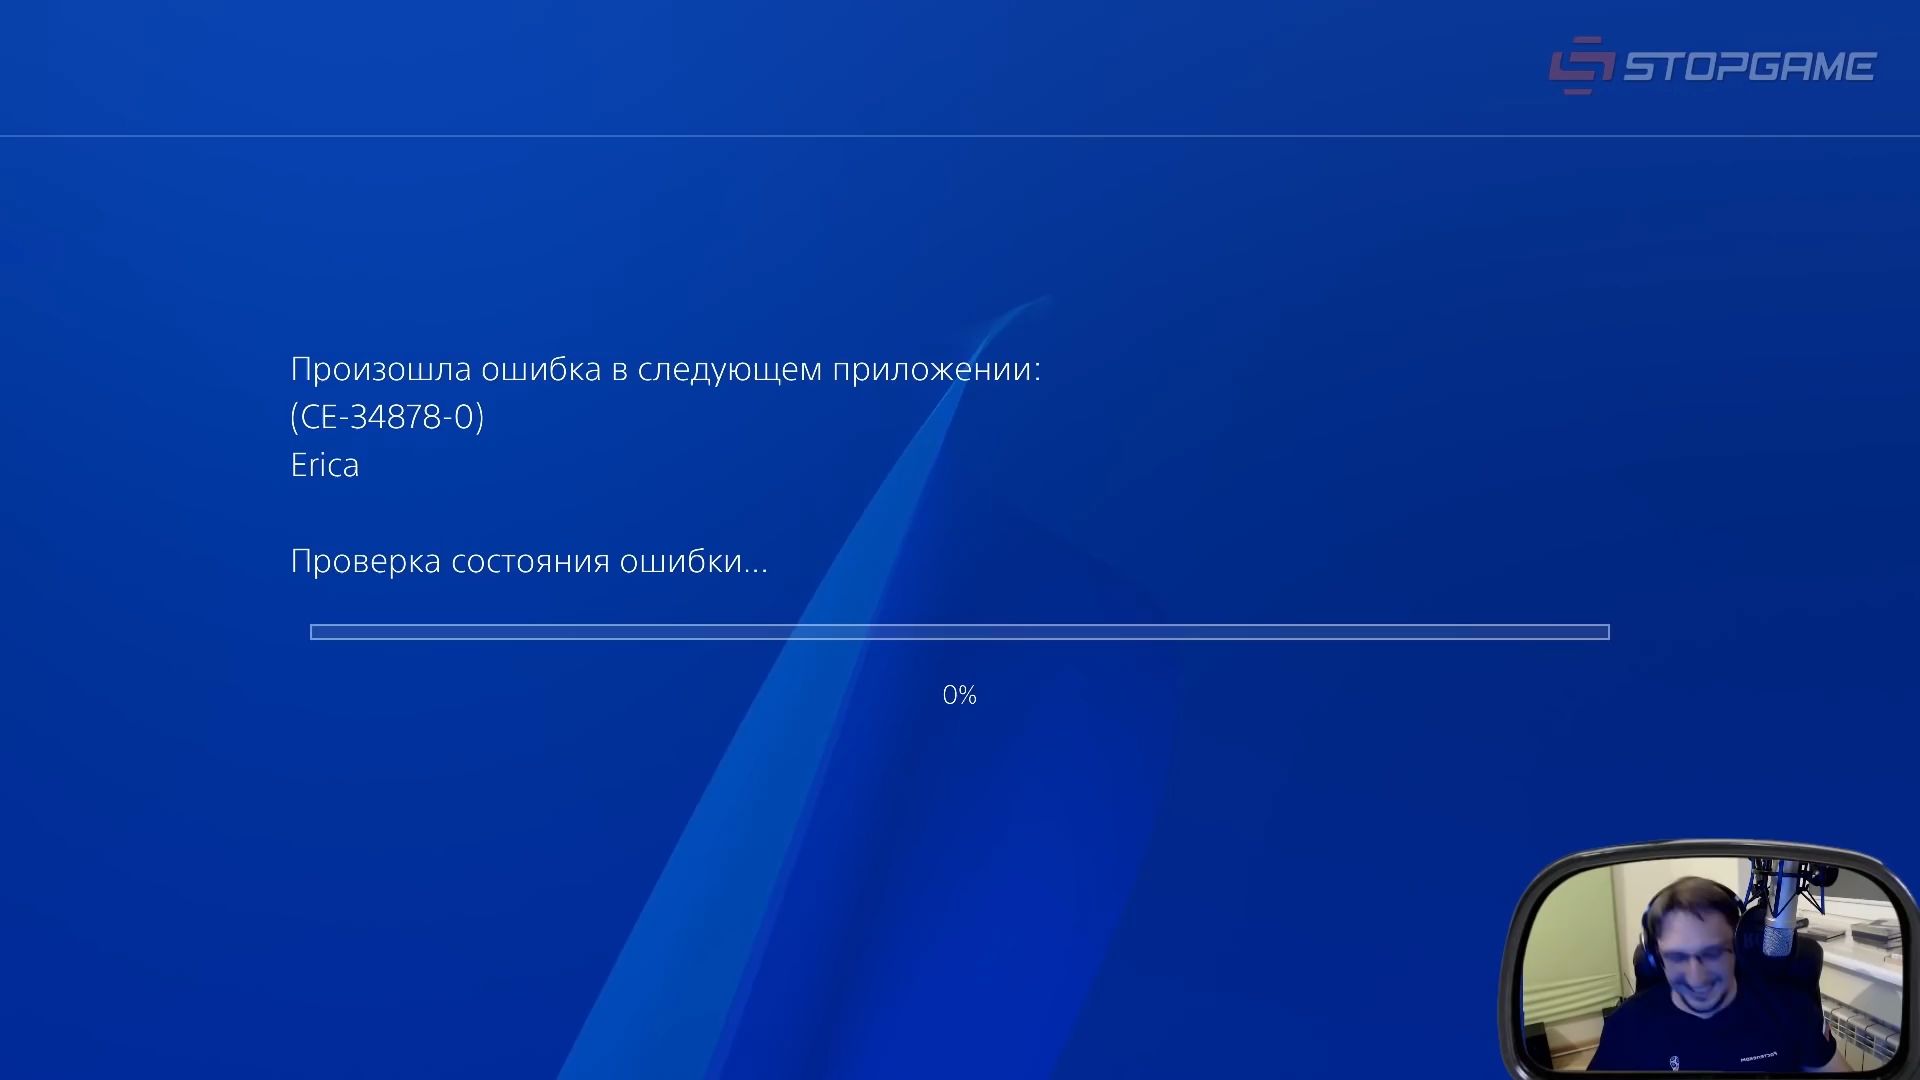 STOPGAME
Произошла ошибка в следующем приложении:
(CE-34878-0)
Erica
Проверка состояния ошибки...
0%